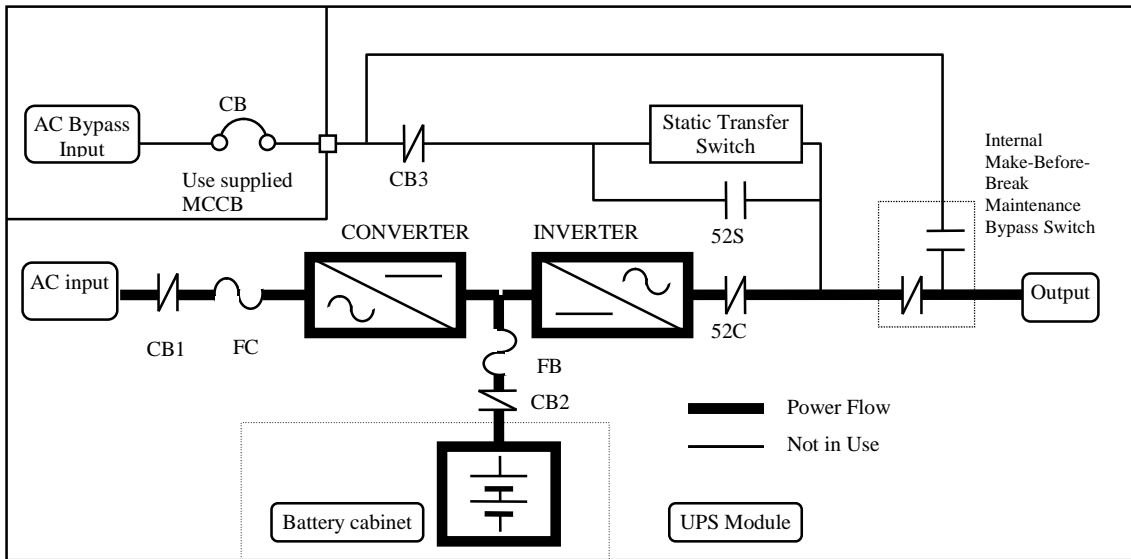 CB
AC Bypass
Input
Use supplied
MCCB
CB3
Static Transfer
Switch
52S
Internal
Make-Before-
Break
Maintenance
Bypass Switch
CONVERTER
INVERTER
AC input
CB1
FC
52C
Output
FB
CB2
Power Flow
Not in Use
Battery cabinet
UPS Module